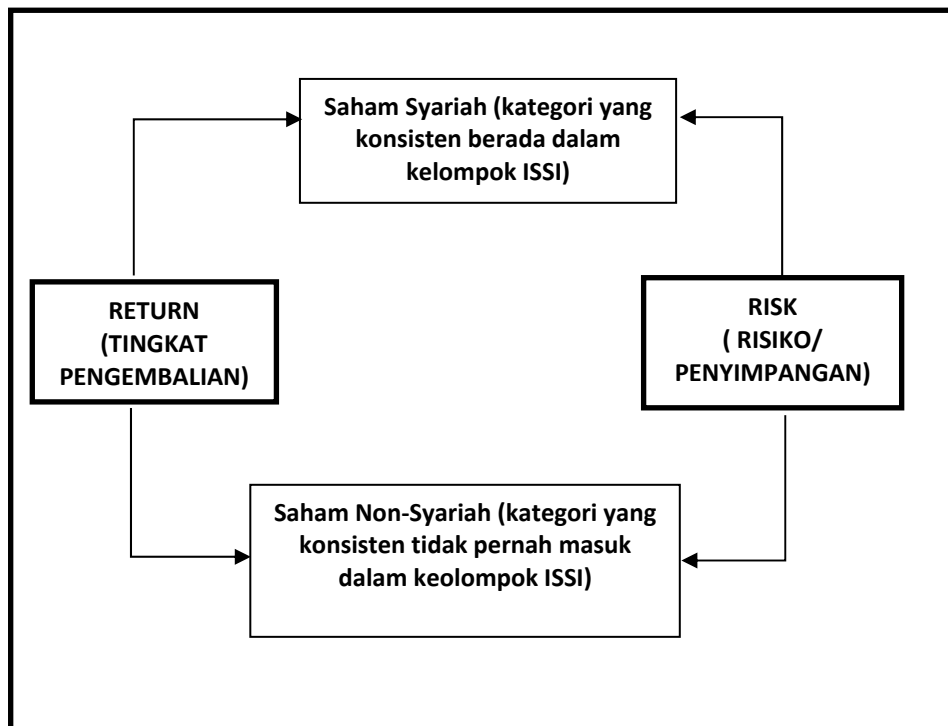 Saham Syariah (kategori yang
konsisten berada dalam
kelompok ISSI)
RETURN
(TINGKAT
PENGEMBALIAN)
RISK
( RISIKO/
PENYIMPANGAN)
Saham Non-Syariah (kategori yang
konsisten tidak pernah masuk
dalam keolompok ISSI)